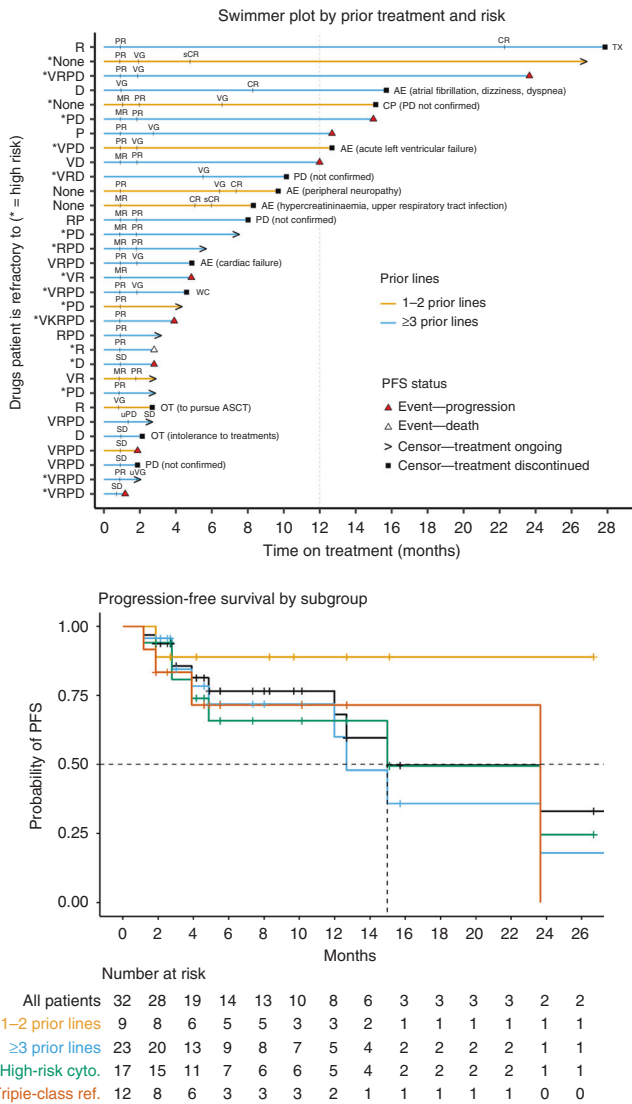 Swimmer plot by prior treatment and risk
Drugs patient is refractory to (* = high risk)
R PR CR TX
*None PR VG sCR
*VRPD PR VG
D VG CR AE (atrial fibrillation, dizziness, dyspnea)
*None MR PR VG CP (PD not confirmed)
*PD MR PR
P PR VG
*VPD PR VG AE (acute left ventricular failure)
VD MR PR
*VRD VG PD (not confirmed)
None PR VG PR AE (peripheral neuropathy)
None MR CR sCR AE (hypercreatininaemia, upper respiratory tract infection)
RP MR PR PD (not confirmed)
*PD MR PR
*RPD MR PR
VRPD PR VG AE (cardiac failure)
*VR MR
*VRPD PR VG WC
*PD PR
*VKRPD PR
RPD PR
*R PR
*D SD
VR MR PR
*PD PR
R VG OT (to pursue ASCT)
VRPD uPD SD
D SD OT (intolerance to treatments)
VRPD SD
VRPD SD PD (not confirmed)
*VRPD PR uVG
*VRPD SD
Prior lines
1–2 prior lines
≥3 prior lines
PFS status
Event—progression
Event—death
Censor—treatment ongoing
Censor—treatment discontinued
0 2 4 6 8 10 12 14 16 18 20 22 24 26 28
Time on treatment (months)
Progression-free survival by subgroup
Probability of PFS
1.00
0.75
0.50
0.25
0.00
0 2 4 6 8 10 12 14 16 18 20 22 24 26
Months
Number at risk
All patients 32 28 19 14 13 10 8 6 3 3 3 3 2 2
1–2 prior lines 9 8 6 5 5 3 3 2 1 1 1 1 1 1
≥3 prior lines 23 20 13 9 8 7 5 4 2 2 2 2 1 1
High-risk cyto. 17 15 11 7 6 6 5 4 2 2 2 2 1 1
riple-class ref. 12 8 6 3 3 3 2 1 1 1 1 1 0 0